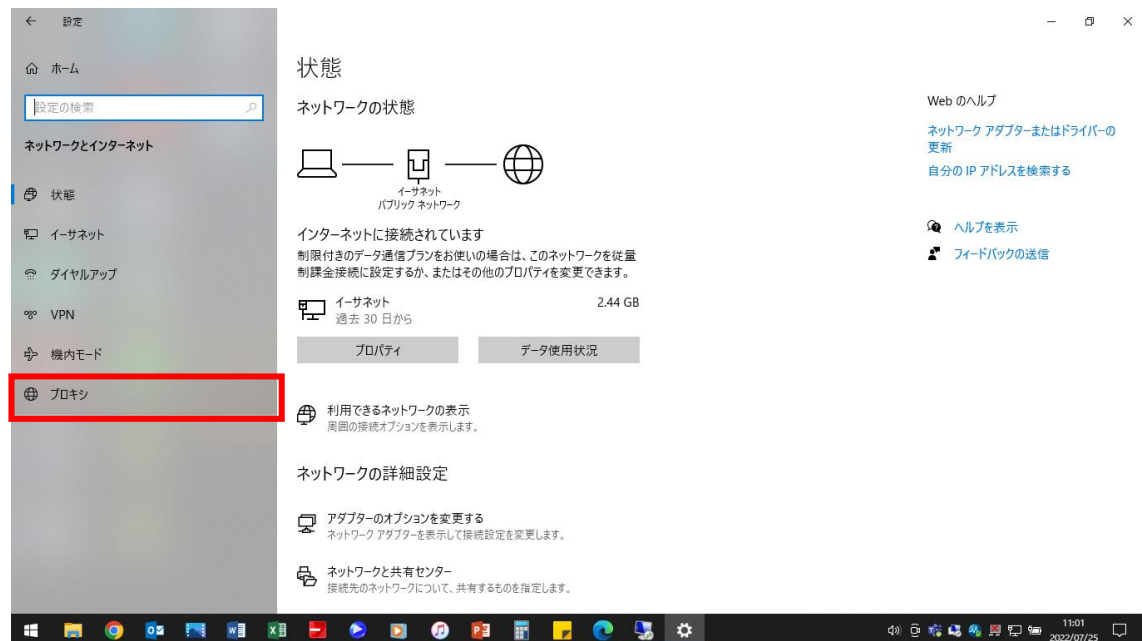 設定
ホーム
設定の検索
ネットワークとインターネット
状態
イーサネット
ダイヤルアップ
VPN
機内モード
プロキシ
状態
ネットワークの状態
イーサネット
パブリック ネットワーク
インターネットに接続されています
制限付きのデータ通信プランをお使いの場合は、このネットワークを従量
制課金接続に設定するか、またはその他のプロパティを変更できます。
イーサネット
2.44 GB
過去 30 日から
プロパティ
データ使用状況
利用できるネットワークの表示
周囲の接続オプションを表示します。
ネットワークの詳細設定
アダプターのオプションを変更する
ネットワーク アダプターを表示して接続設定を変更します。
ネットワークと共有センター
接続先のネットワークについて、共有するものを指定します。
Web のヘルプ
ネットワーク アダプターまたはドライバーの
更新
自分の IP アドレスを検索する
ヘルプを表示
フィードバックの送信
11:01
2022/07/25